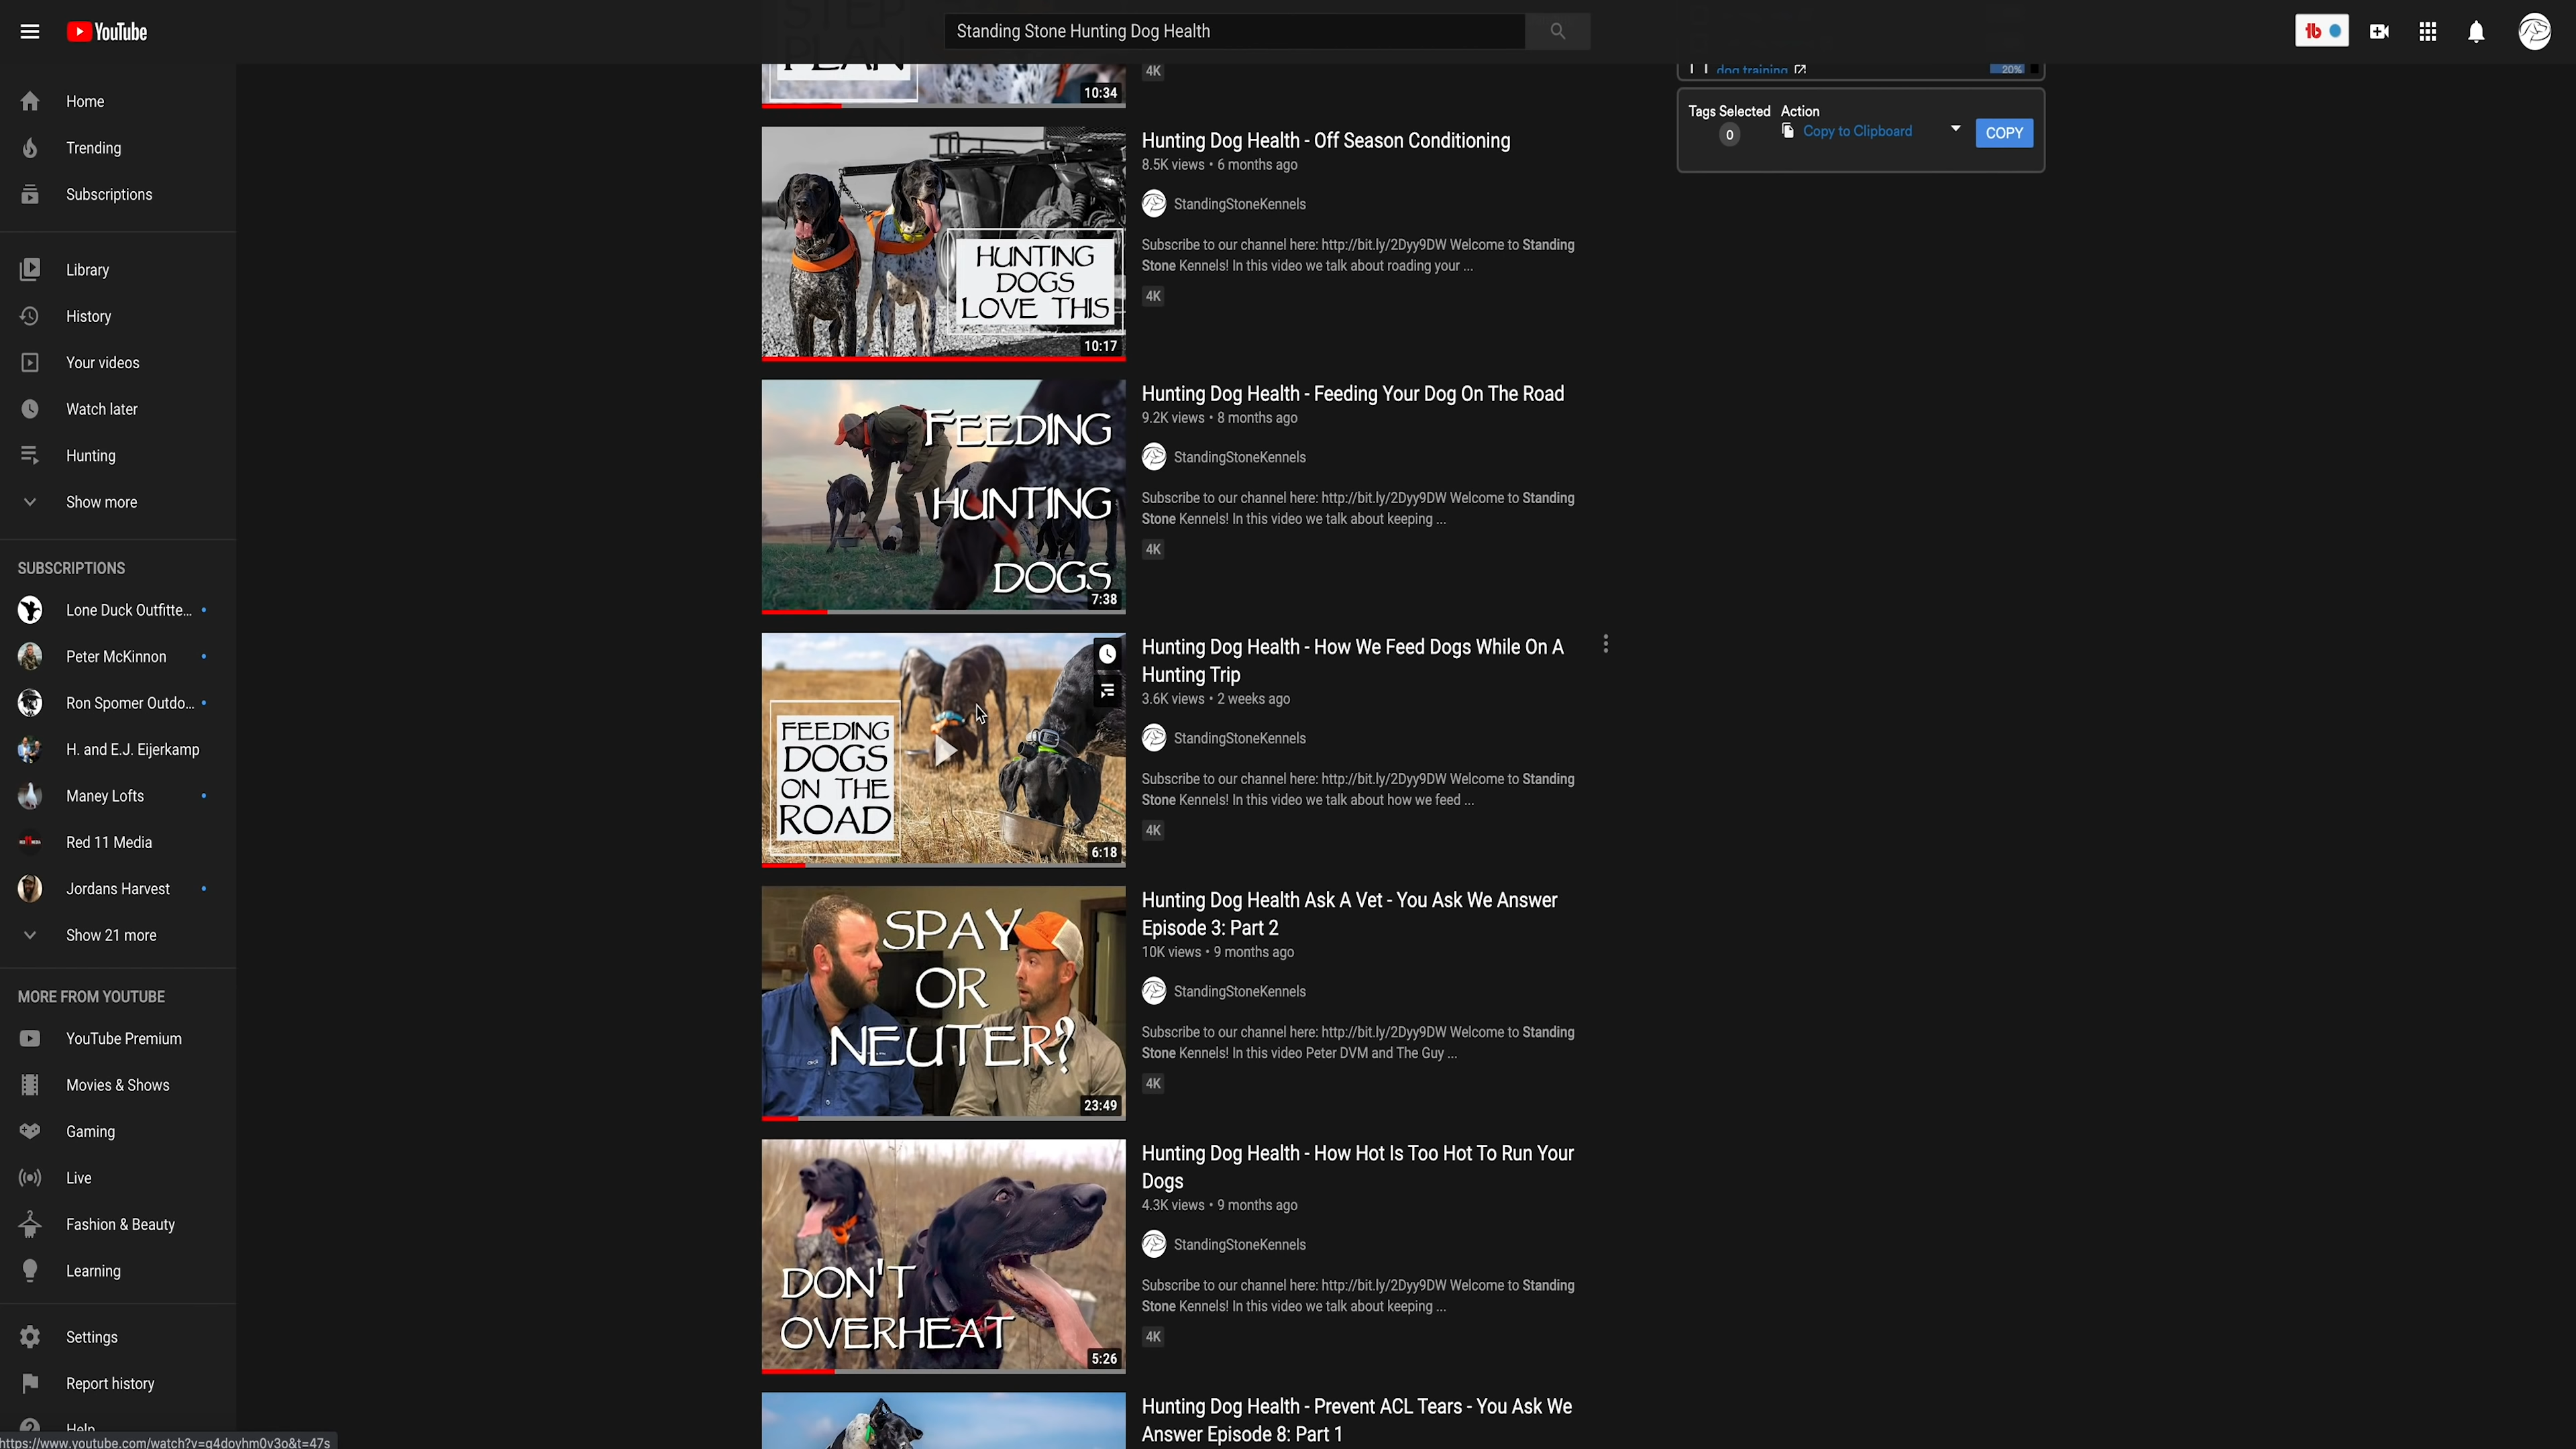 YouTube
Standing Stone Hunting Dog Health
Home
Trending
Subscriptions
Library
History
Your videos
Watch later
Hunting
Show more
SUBSCRIPTIONS
Lone Duck Outfitte...
Peter McKinnon
Ron Spomer Outdo...
H. and E.J. Eijerkamp
Maney Lofts
Red 11 Media
Jordans Harvest
Show 21 more
MORE FROM YOUTUBE
YouTube Premium
Movies & Shows
Gaming
Live
Fashion & Beauty
Learning
Settings
Report history
Help
https://www.youtube.com/watch?v=q4doyhm0v3o&t=47s
STEP
PLAN
10:34
4K
HUNTING
DOGS
LOVE THIS
10:17
Hunting Dog Health - Off Season Conditioning
8.5K views • 6 months ago
StandingStoneKennels
Subscribe to our channel here: http://bit.ly/2Dyy9DW Welcome to Standing
Stone Kennels! In this video we talk about roading your ...
4K
FEEDING
HUNTING
DOGS
7:38
Hunting Dog Health - Feeding Your Dog On The Road
9.2K views • 8 months ago
StandingStoneKennels
Subscribe to our channel here: http://bit.ly/2Dyy9DW Welcome to Standing
Stone Kennels! In this video we talk about keeping ...
4K
FEEDING
DOGS
ON THE
ROAD
6:18
Hunting Dog Health - How We Feed Dogs While On A
Hunting Trip
3.6K views • 2 weeks ago
StandingStoneKennels
Subscribe to our channel here: http://bit.ly/2Dyy9DW Welcome to Standing
Stone Kennels! In this video we talk about how we feed ...
4K
SPAY
OR
NEUTER?
23:49
Hunting Dog Health Ask A Vet - You Ask We Answer
Episode 3: Part 2
10K views • 9 months ago
StandingStoneKennels
Subscribe to our channel here: http://bit.ly/2Dyy9DW Welcome to Standing
Stone Kennels! In this video Peter DVM and The Guy ...
4K
DON'T
OVERHEAT
5:26
Hunting Dog Health - How Hot Is Too Hot To Run Your
Dogs
4.3K views • 9 months ago
StandingStoneKennels
Subscribe to our channel here: http://bit.ly/2Dyy9DW Welcome to Standing
Stone Kennels! In this video we talk about keeping ...
4K
Hunting Dog Health - Prevent ACL Tears - You Ask We
Answer Episode 8: Part 1
tb
dog training
20%
Tags Selected Action
0 Copy to Clipboard
COPY